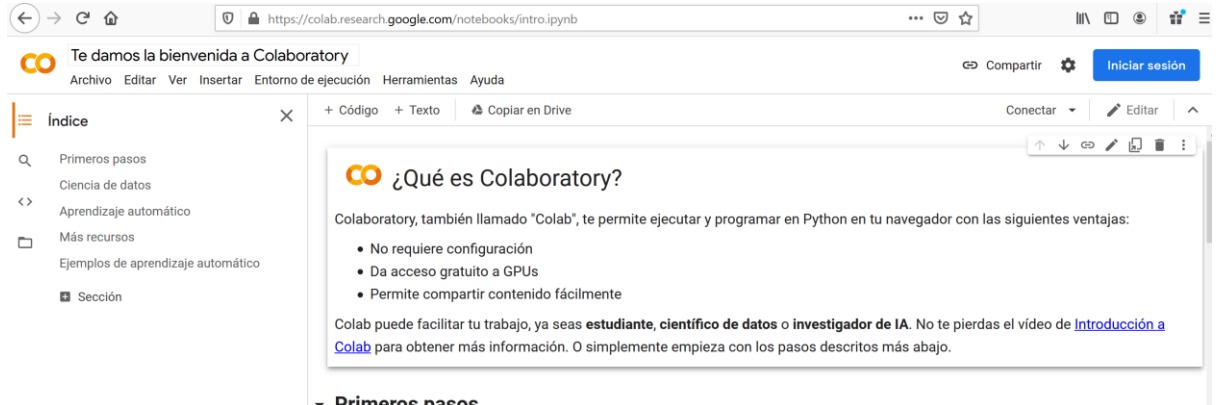 https://colab.research.google.com/notebooks/intro.ipynb
Te damos la bienvenida a Colaboratory
Archivo Editar Ver Insertar Entorno de ejecución Herramientas Ayuda
Compartir
Iniciar sesión
Índice
Primeros pasos
Ciencia de datos
Aprendizaje automático
Más recursos
Ejemplos de aprendizaje automático
Sección
+ Código + Texto Copiar en Drive
Conectar
Editar
CO ¿Qué es Colaboratory?
Colaboratory, también llamado "Colab", te permite ejecutar y programar en Python en tu navegador con las siguientes ventajas:
• No requiere configuración
• Da acceso gratuito a GPUs
• Permite compartir contenido fácilmente
Colab puede facilitar tu trabajo, ya seas estudiante, científico de datos o investigador de IA. No te pierdas el vídeo de Introducción a
Colab para obtener más información. O simplemente empieza con los pasos descritos más abajo.
Primeros pasos